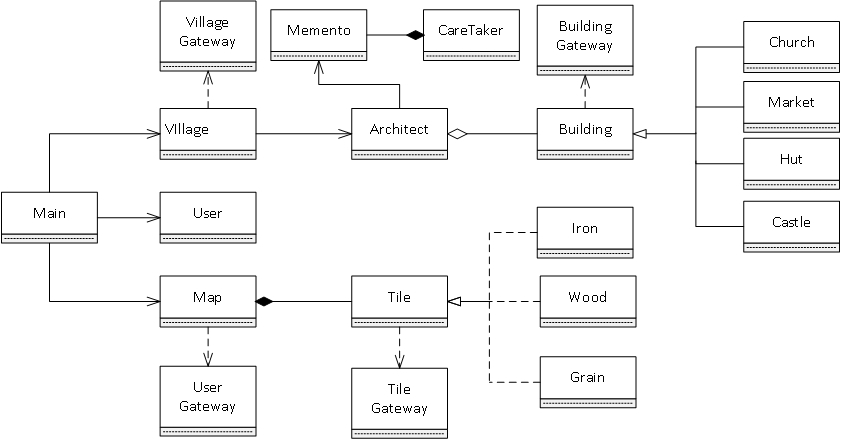 Village
Gateway
Memento
CareTaker
Building
Gateway
Church
Market
VIllage
Architect
Building
Hut
Main
User
Iron
Castle
Map
Tile
Wood
User
Gateway
Tile
Gateway
Grain